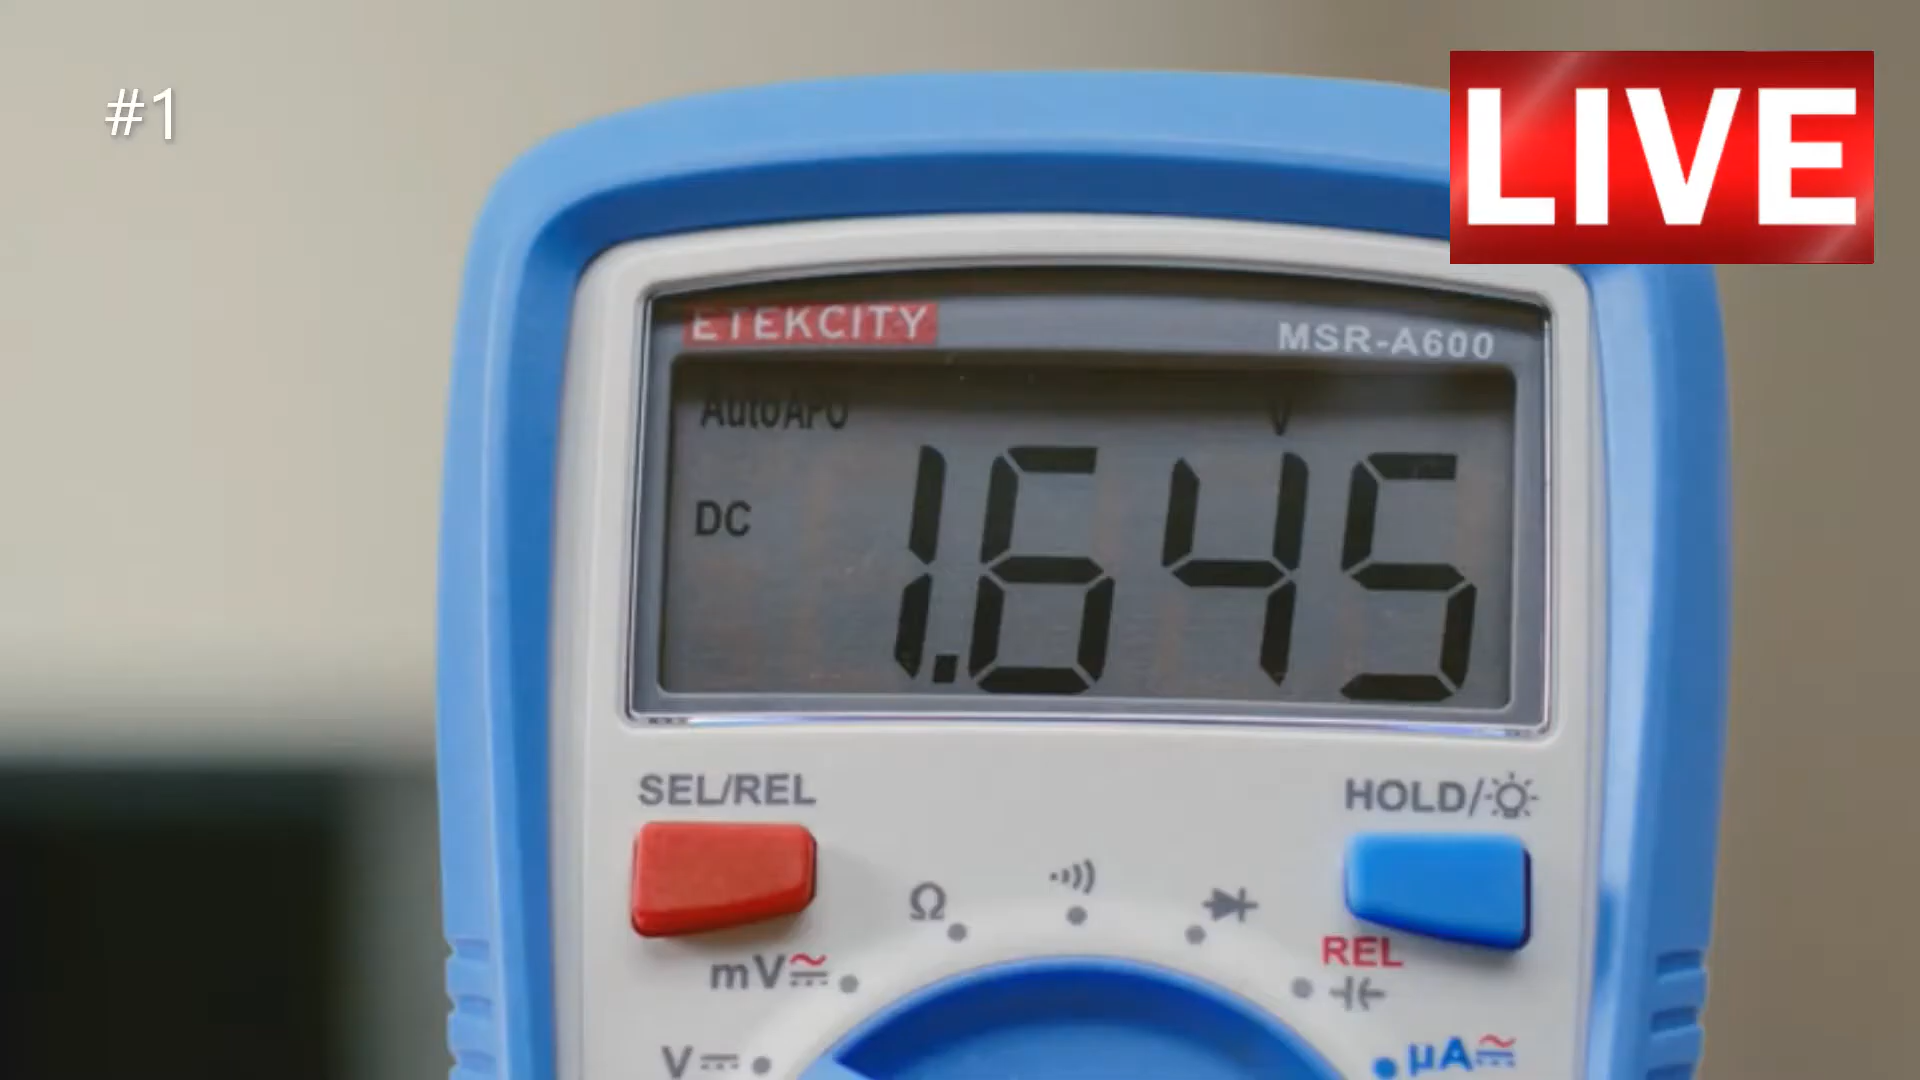 #1
LIVE
ETEKCITY
MSR-A600
Auto APO
V
DC
1.645
SEL/REL
HOLD/
Ω
REL
mV
µA
V